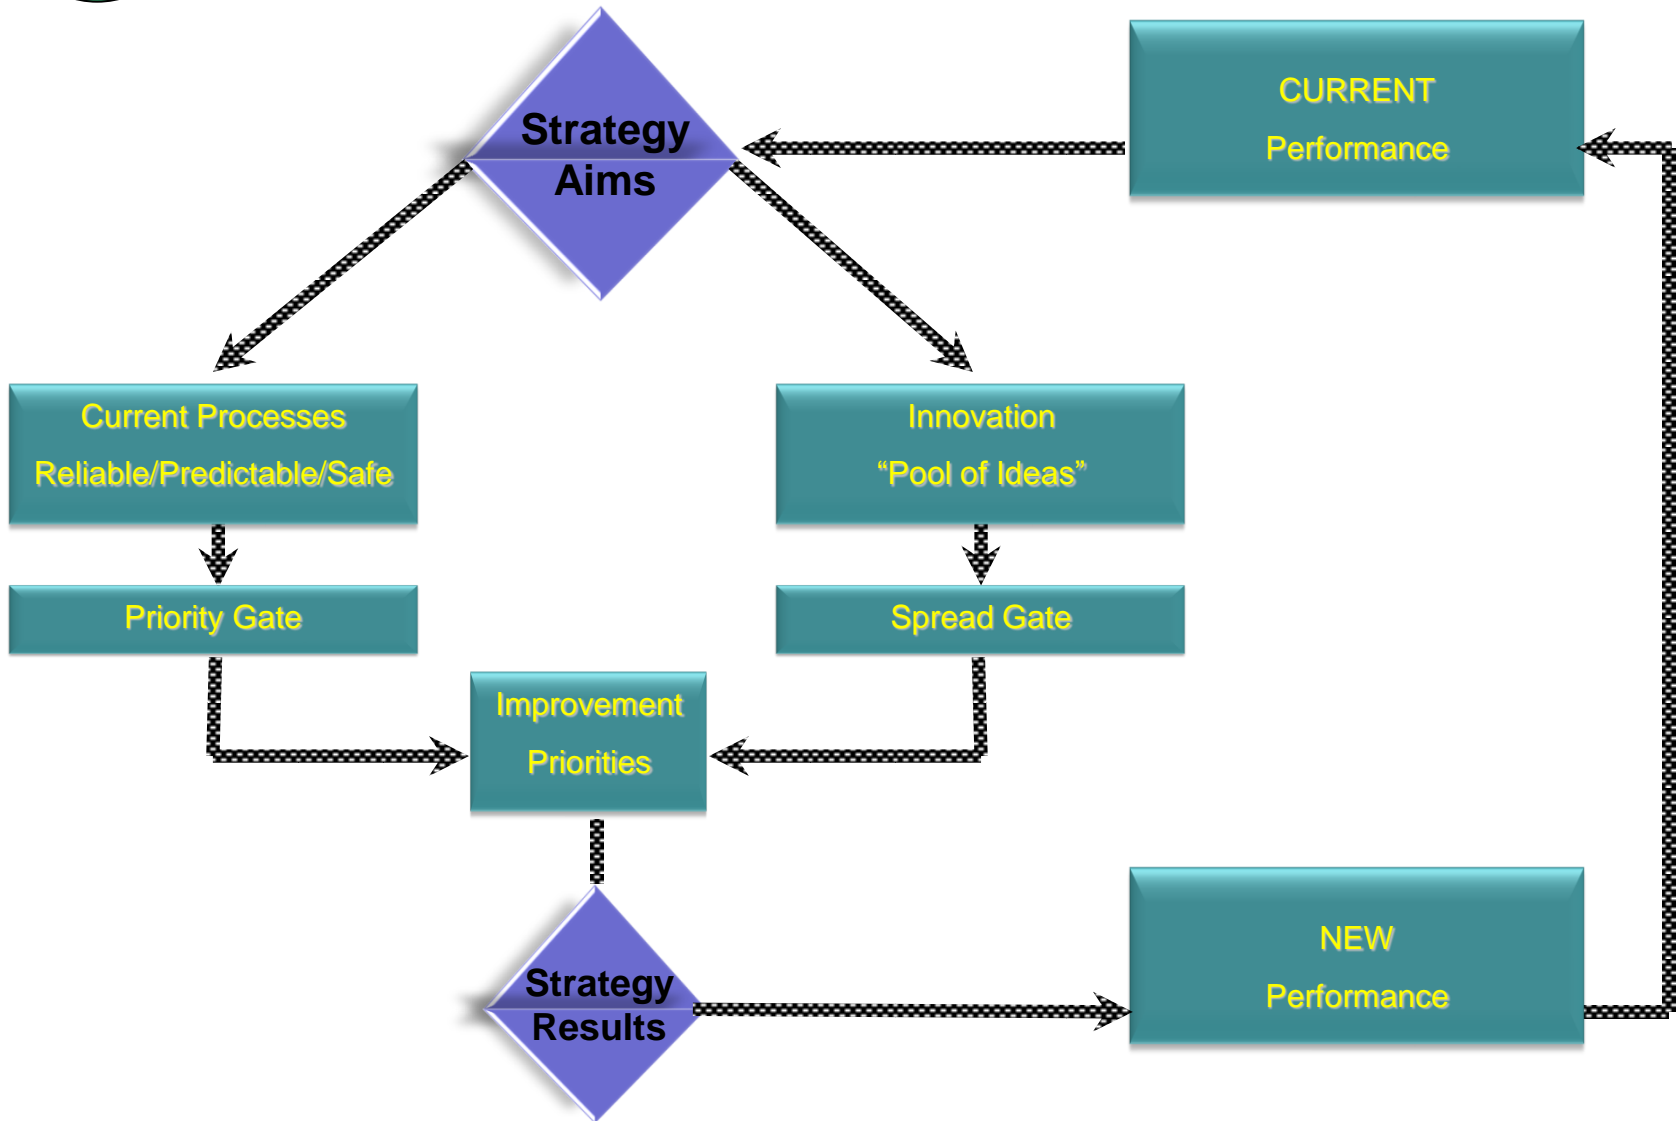 Strategy
Aims
CURRENT
Performance
Current Processes
Reliable/Predictable/Safe
Innovation
“Pool of Ideas”
Priority Gate
Spread Gate
Improvement
Priorities
Strategy
Results
NEW
Performance